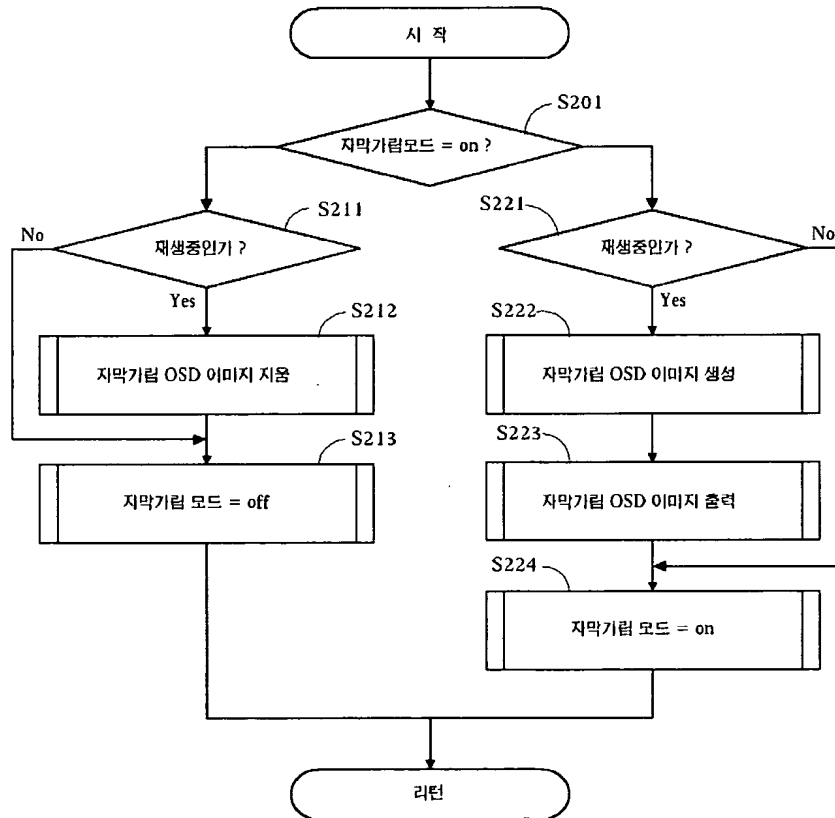 시 작
S201
자막가림모드 = on ?
S211
No
재생중인가 ?
Yes
S221
No
재생중인가 ?
Yes
S212
자막가림 OSD 이미지 지움
S222
자막가림 OSD 이미지 생성
S213
자막가림 모드 = off
S223
자막가림 OSD 이미지 출력
S224
자막가림 모드 = on
리턴